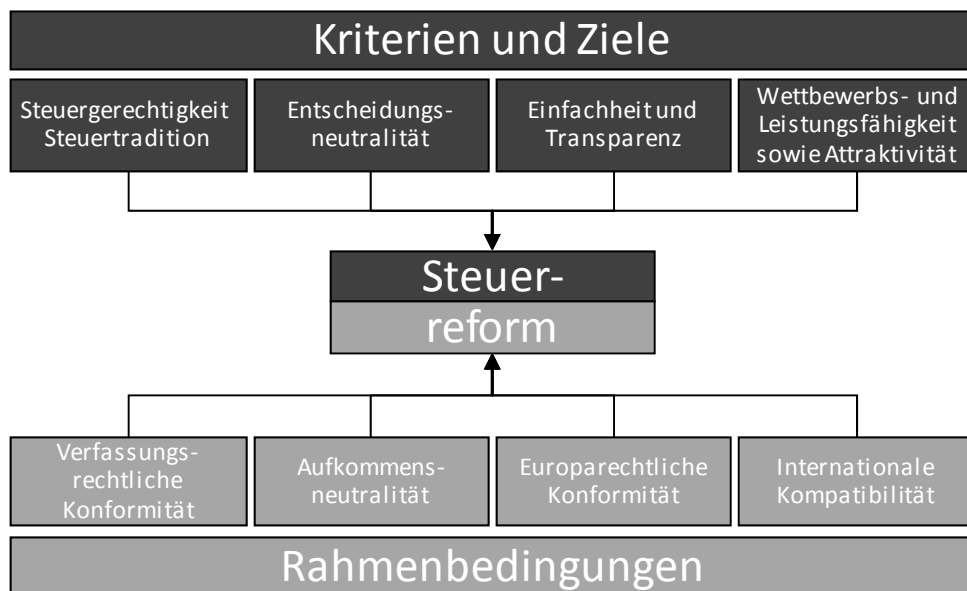 Kriterien und Ziele
Steuergerechtigkeit
Steuertradition
Entscheidungs-
neutralität
Einfachheit und
Transparenz
Wettbewerbs- und
Leistungsfähigkeit
sowie Attraktivität
Steuer-
reform
Verfassungs-
rechtliche
Konformität
Aufkommens-
neutralität
Europarechtliche
Konformität
Internationale
Kompatibilität
Rahmenbedingungen